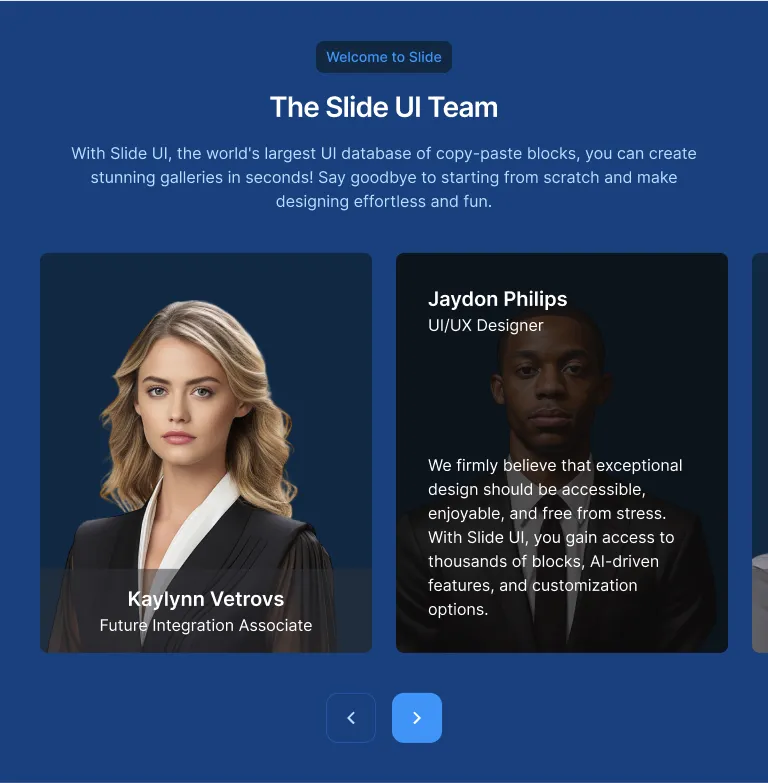 Welcome to Slide
The Slide UI Team
With Slide UI, the world's largest UI database of copy-paste blocks, you can create
stunning galleries in seconds! Say goodbye to starting from scratch and make
designing effortless and fun.
Kaylynn Vetrovs
Future Integration Associate
Jaydon Philips
UI/UX Designer
We firmly believe that exceptional
design should be accessible,
enjoyable, and free from stress.
With Slide UI, you gain access to
thousands of blocks, AI-driven
features, and customization
options.